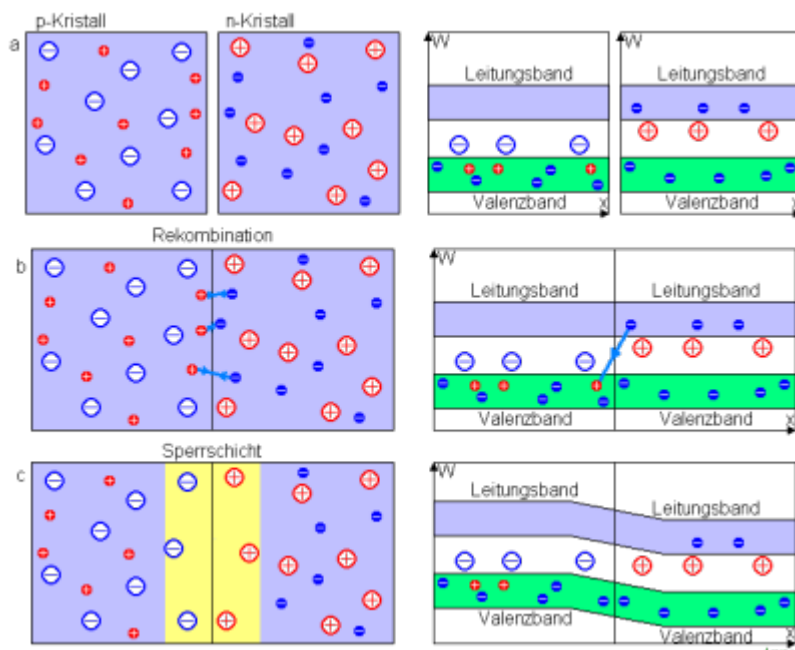 p-Kristall n-Kristall
a
W W
Leitungsband Leitungsband
Valenzband x Valenzband x
Rekombination
b
W
Leitungsband Leitungsband
Valenzband Valenzband x
Sperrschicht
c
W
Leitungsband
Leitungsband
Valenzband
Valenzband x